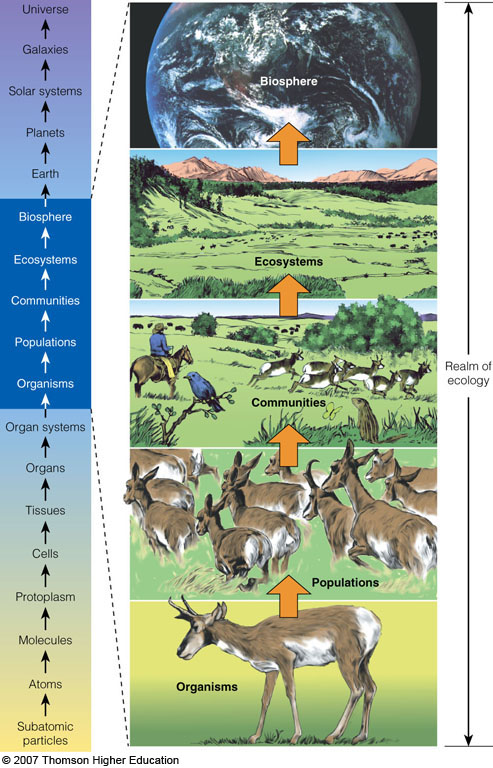 Universe
Galaxies
Solar systems
Planets
Earth
Biosphere
Ecosystems
Communities
Populations
Organisms
Organ systems
Organs
Tissues
Cells
Protoplasm
Molecules
Atoms
Subatomic
particles
Biosphere
Ecosystems
Communities
Populations
Organisms
Realm of
ecology
© 2007 Thomson Higher Education